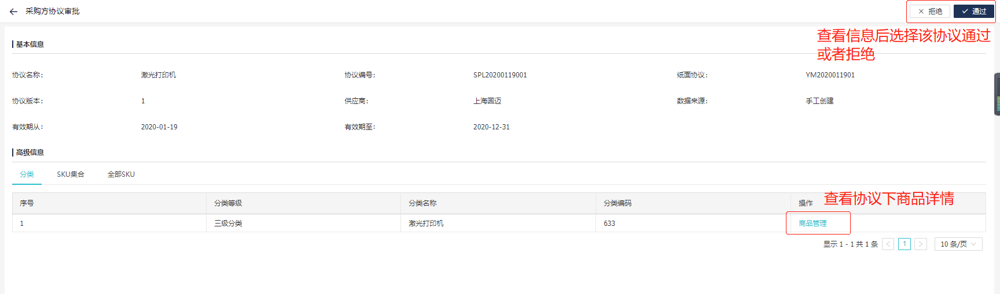 采购方协议审批
拒绝 通过
查看信息后选择该协议通过
或者拒绝
基本信息
协议名称: 激光打印机 协议编号: SPL20200119001 纸面协议: YM2020011901
协议版本: 1 供应商: 上海圆迈 数据来源: 手工创建
有效期从: 2020-01-19 有效期至: 2020-12-31
高级信息
分类 SKU集合 全部SKU
查看协议下商品详情
序号 分类等级 分类名称 分类编码 操作
1 三级分类 激光打印机 633 商品管理
显示 1 - 1 共 1 条 < 1 > 10 条/页